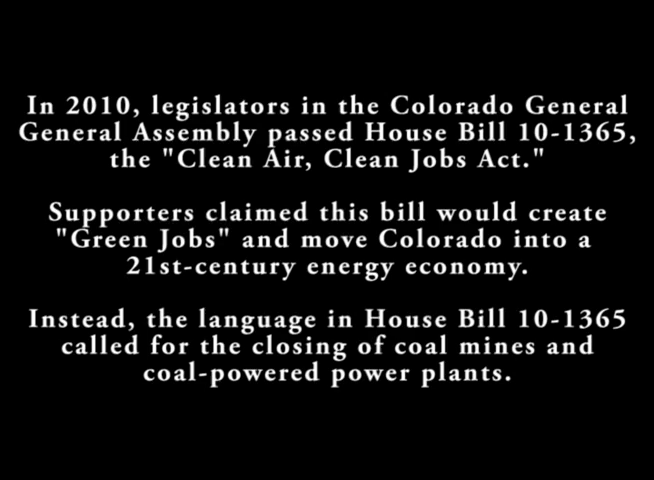 In 2010, legislators in the Colorado General
General Assembly passed House Bill 10-1365,
the "Clean Air, Clean Jobs Act."
Supporters claimed this bill would create
"Green Jobs" and move Colorado into a
21st-century energy economy.
Instead, the language in House Bill 10-1365
called for the closing of coal mines and
coal-powered power plants.